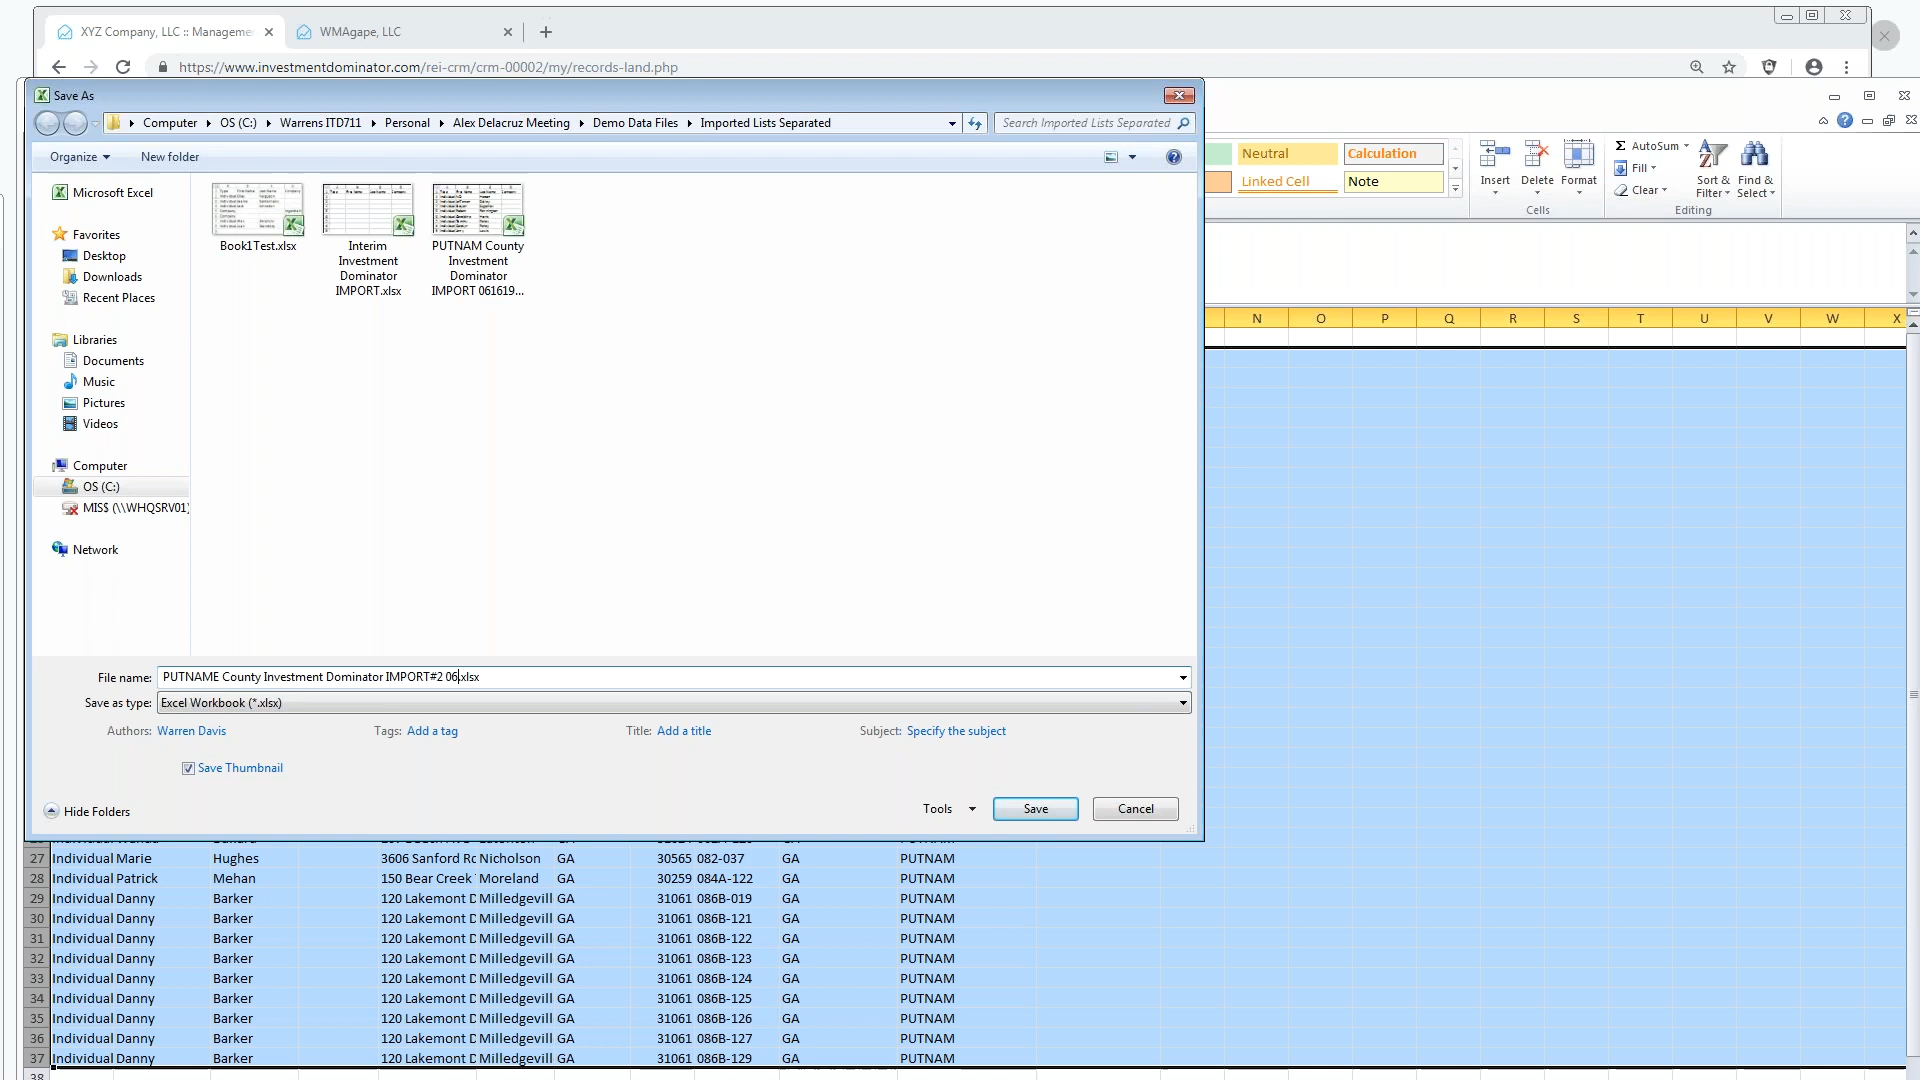 XYZ Company, LLC :: Manageme
WMAgape, LLC
https://www.investmentdominator.com/rei-crm/crm-00002/my/records-land.php
Save As
Computer OS (C:) Warrens ITD711 Personal Alex Delacruz Meeting Demo Data Files Imported Lists Separated
Search Imported Lists Separated
Organize New folder
Neutral Calculation
Linked Cell Note
Insert Delete Format
Cells
AutoSum
Fill
Clear
Sort & Filter
Find & Select
Editing
Microsoft Excel
Favorites
Desktop
Downloads
Recent Places
Libraries
Documents
Music
Pictures
Videos
Computer
OS (C:)
MIS$ (\\WHQSRV01)
Network
Book1Test.xlsx
Interim
Investment
Dominator
IMPORT.xlsx
PUTNAM County
Investment
Dominator
IMPORT 061619...
N O P Q R S T U V W X
File name: PUTNAME County Investment Dominator IMPORT#2 06.xlsx
Save as type: Excel Workbook (*.xlsx)
Authors: Warren Davis Tags: Add a tag Title: Add a title Subject: Specify the subject
Save Thumbnail
Hide Folders Tools Save Cancel
27 Individual Marie Hughes 3606 Sanford Rc Nicholson GA 30565 082-037 GA PUTNAM
28 Individual Patrick Mehan 150 Bear Creek Moreland GA 30259 084A-122 GA PUTNAM
29 Individual Danny Barker 120 Lakemont D Milledgevill GA 31061 086B-019 GA PUTNAM
30 Individual Danny Barker 120 Lakemont D Milledgevill GA 31061 086B-121 GA PUTNAM
31 Individual Danny Barker 120 Lakemont D Milledgevill GA 31061 086B-122 GA PUTNAM
32 Individual Danny Barker 120 Lakemont D Milledgevill GA 31061 086B-123 GA PUTNAM
33 Individual Danny Barker 120 Lakemont D Milledgevill GA 31061 086B-124 GA PUTNAM
34 Individual Danny Barker 120 Lakemont D Milledgevill GA 31061 086B-125 GA PUTNAM
35 Individual Danny Barker 120 Lakemont D Milledgevill GA 31061 086B-126 GA PUTNAM
36 Individual Danny Barker 120 Lakemont D Milledgevill GA 31061 086B-127 GA PUTNAM
37 Individual Danny Barker 120 Lakemont D Milledgevill GA 31061 086B-129 GA PUTNAM
38